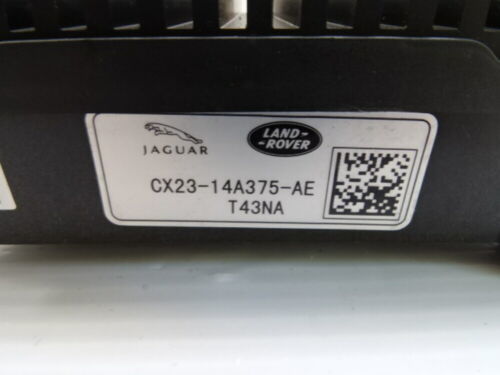 JAGUAR
LAND-
-ROVER
CX23-14A375-AE
T43NA